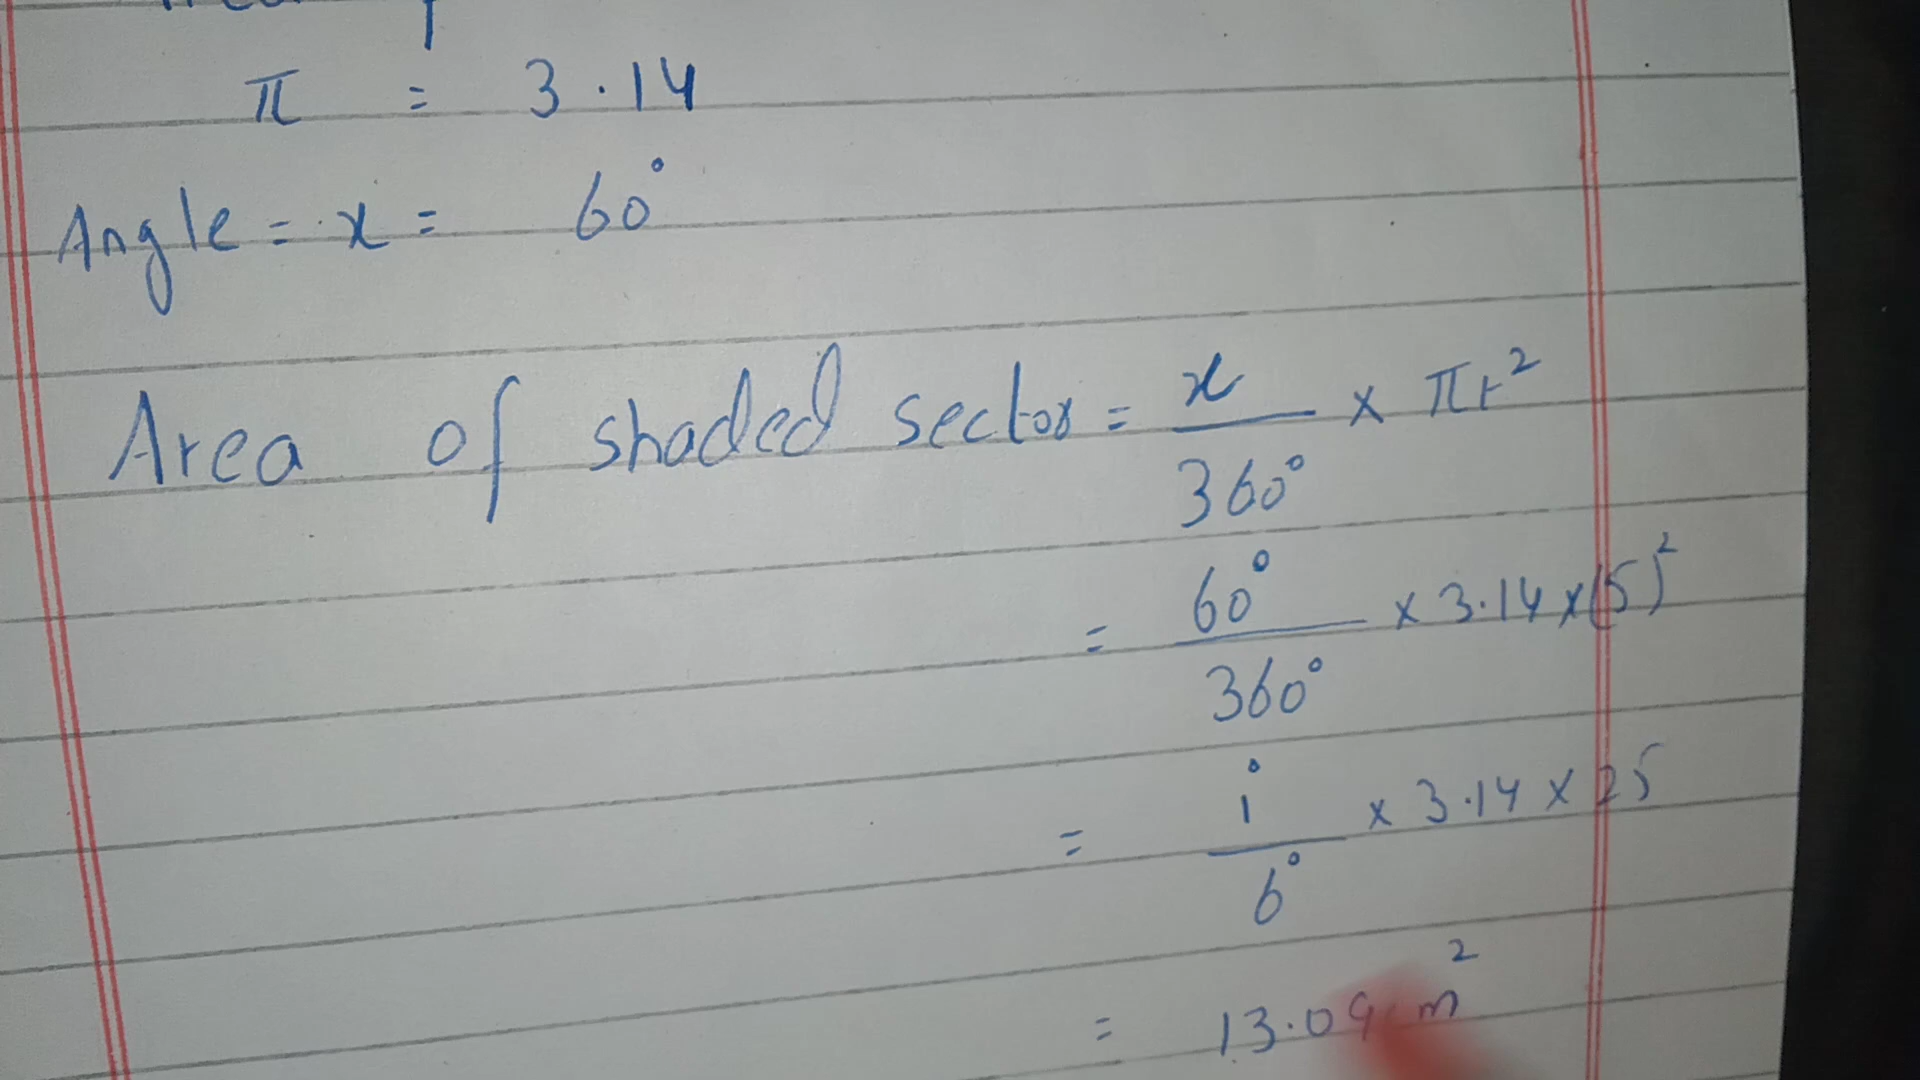 π = 3.14
Angle = x = 60°
Area of shaded sector = x / 360° × πr²
= 60° / 360° × 3.14 × (5)²
= 1° / 6° × 3.14 × 25
= 13.09 m²